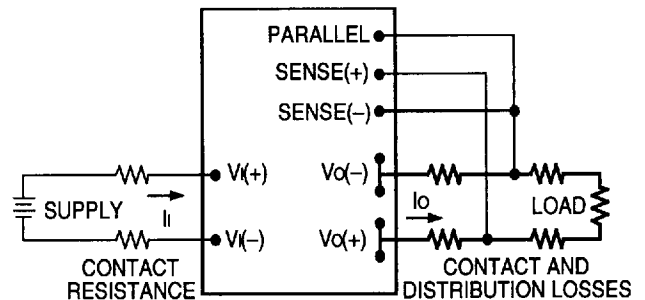 PARALLEL
SENSE(+)
SENSE(–)
VI(+)
VO(–)
IO
SUPPLY
II
LOAD
VI(–)
VO(+)
CONTACT
RESISTANCE
CONTACT AND
DISTRIBUTION LOSSES